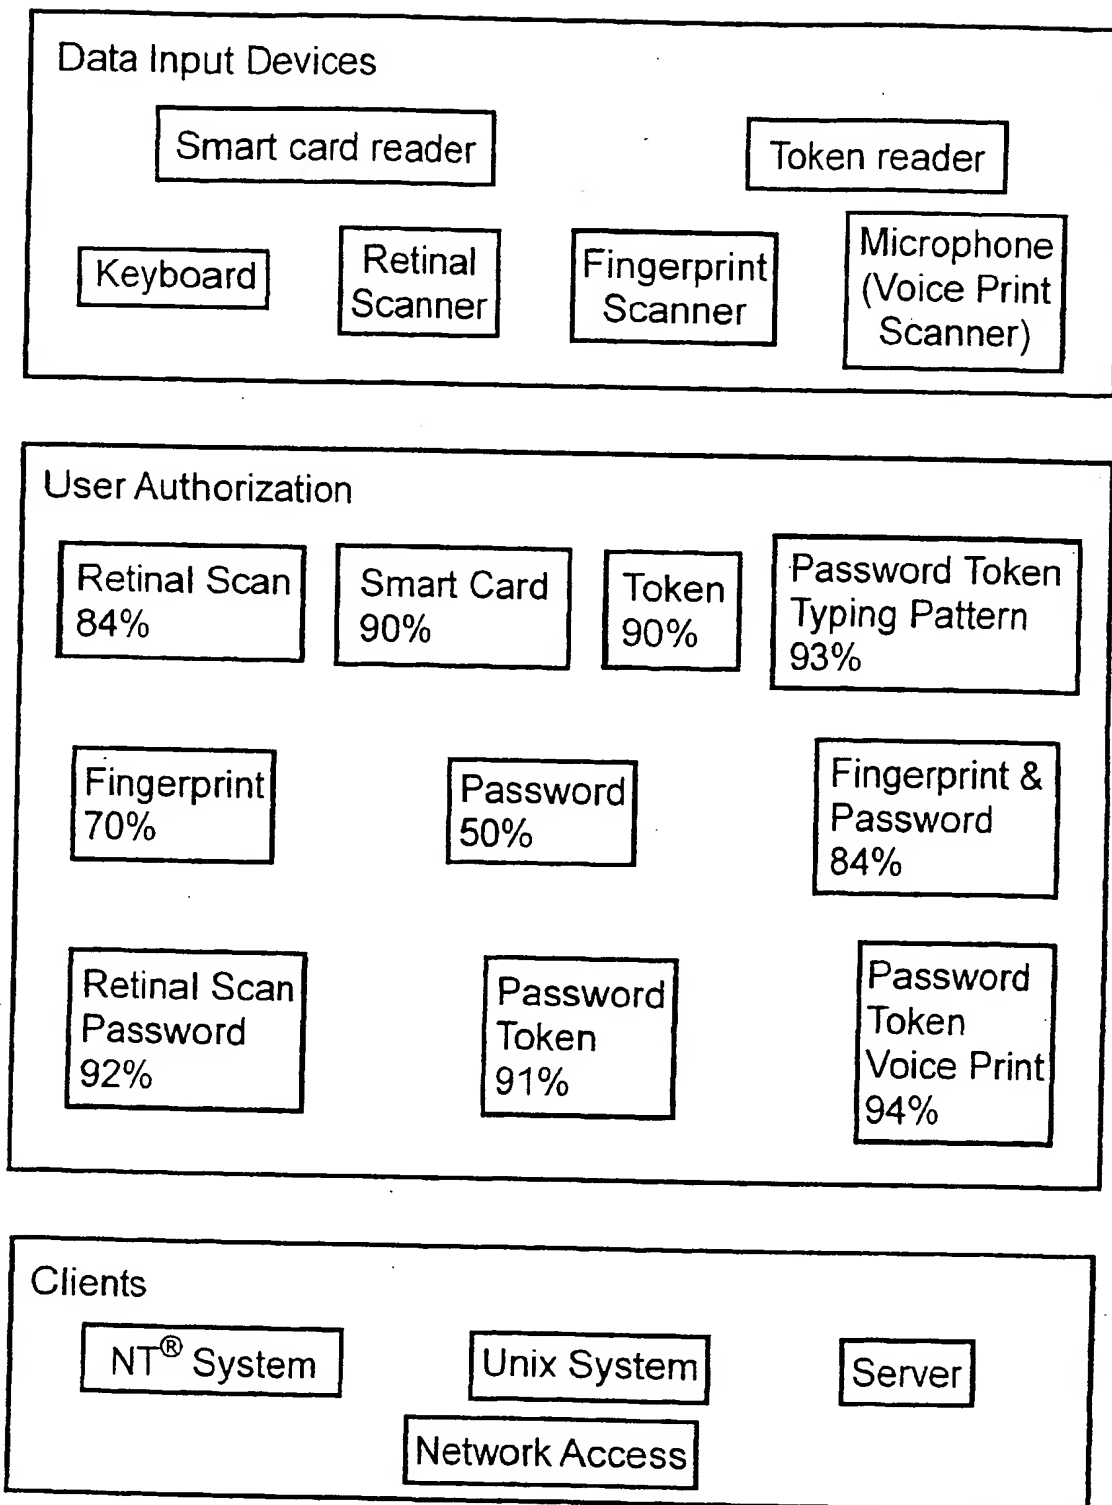 Data Input Devices
Smart card reader
Token reader
Keyboard
Retinal
Scanner
Fingerprint
Scanner
Microphone
(Voice Print
Scanner)
User Authorization
Retinal Scan
84%
Smart Card
90%
Token
90%
Password Token
Typing Pattern
93%
Fingerprint
70%
Password
50%
Fingerprint &
Password
84%
Retinal Scan
Password
92%
Password
Token
91%
Password
Token
Voice Print
94%
Clients
NT® System
Unix System
Server
Network Access